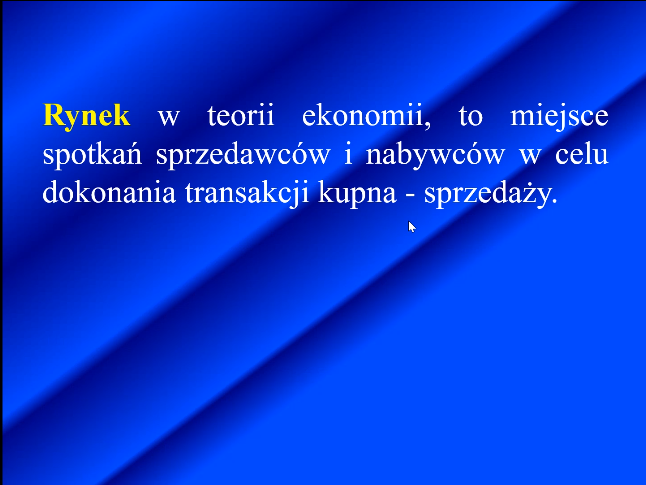 Rynek w teorii ekonomii, to miejsce
spotkań sprzedawców i nabywców w celu
dokonania transakcji kupna - sprzedaży.